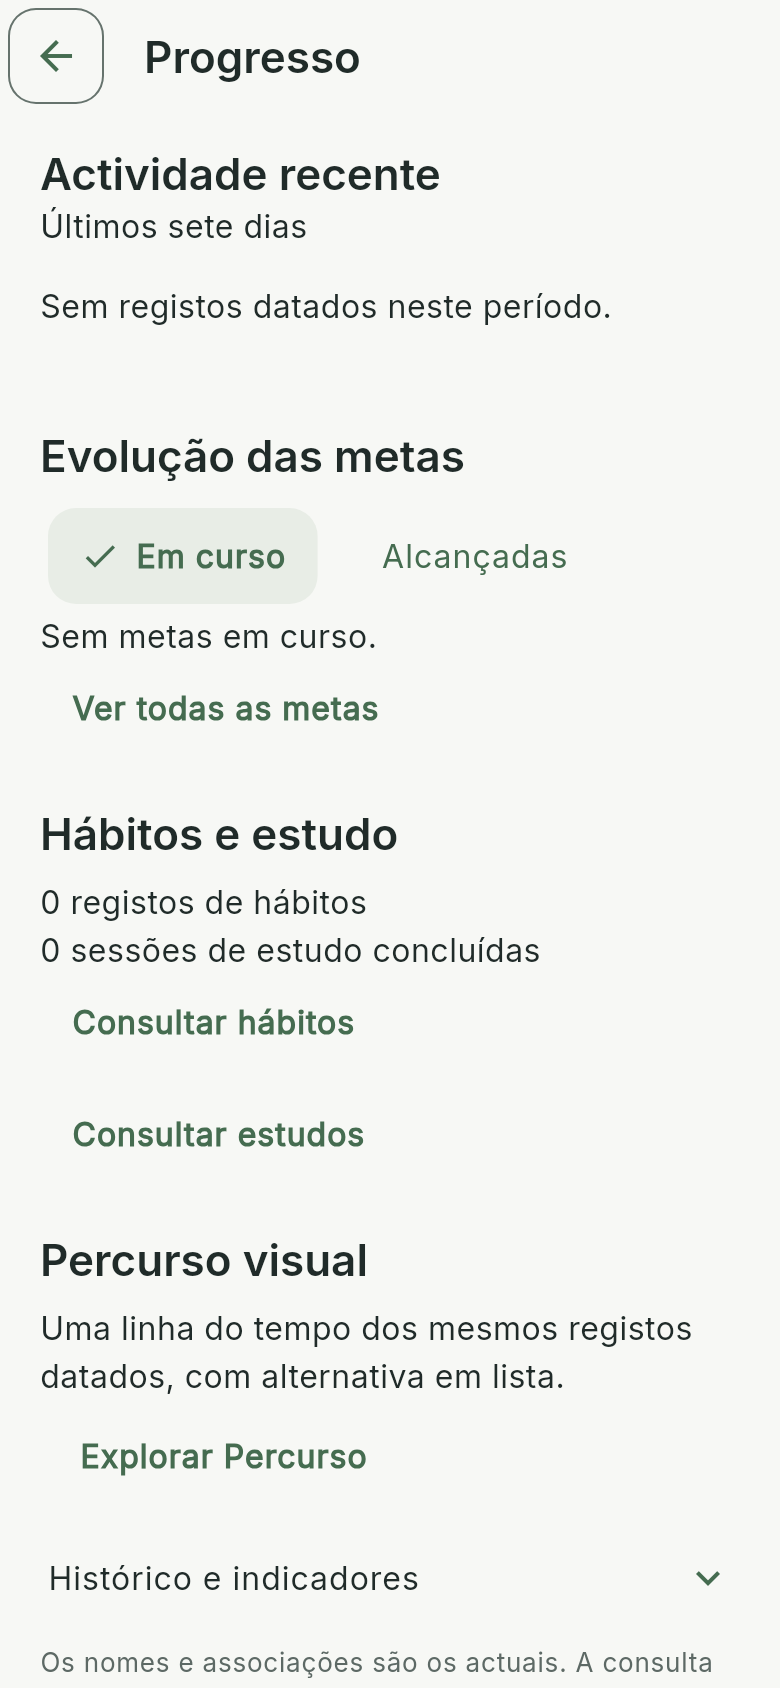 Progresso
Actividade recente
Últimos sete dias
Sem registos datados neste período.
Evolução das metas
Em curso
Alcançadas
Sem metas em curso.
Ver todas as metas
Hábitos e estudo
0 registos de hábitos
0 sessões de estudo concluídas
Consultar hábitos
Consultar estudos
Percurso visual
Uma linha do tempo dos mesmos registos
datados, com alternativa em lista.
Explorar Percurso
Histórico e indicadores
Os nomes e associações são os actuais. A consulta